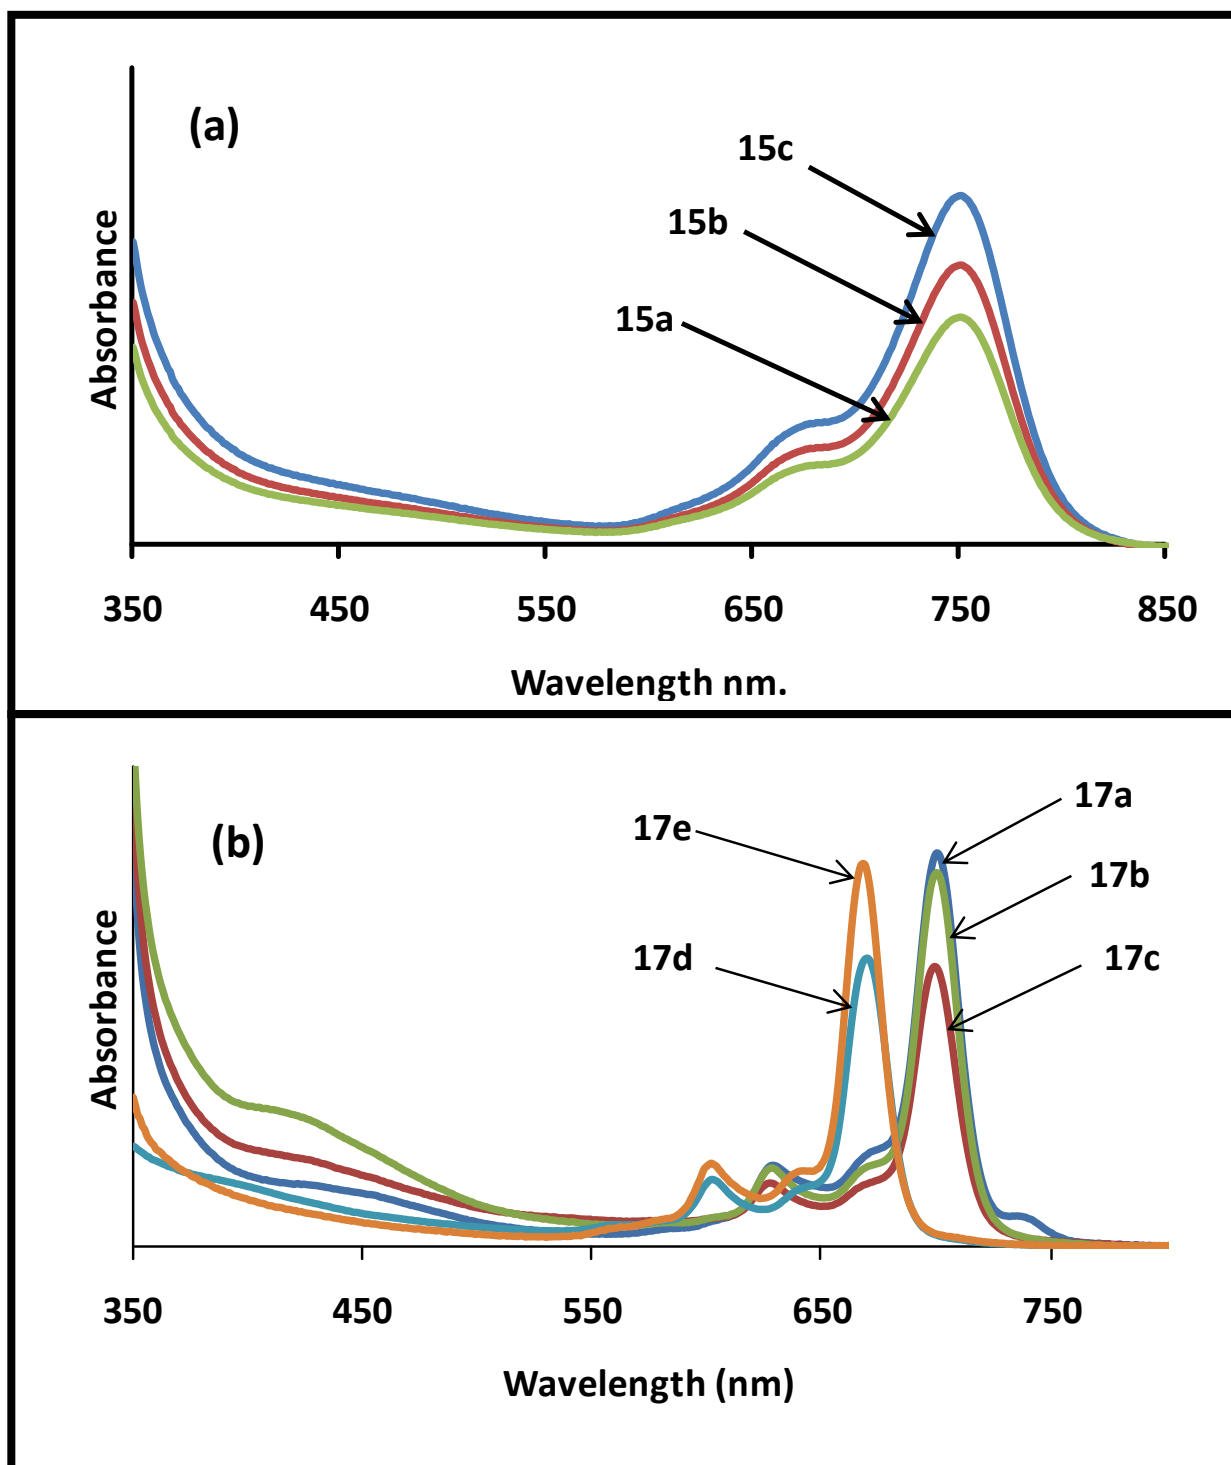 (a)
15c
15b
15a
Absorbance
350 450 550 650 750 850
Wavelength nm.
(b)
17a
17e
17b
17d
17c
Absorbance
350 450 550 650 750
Wavelength (nm)